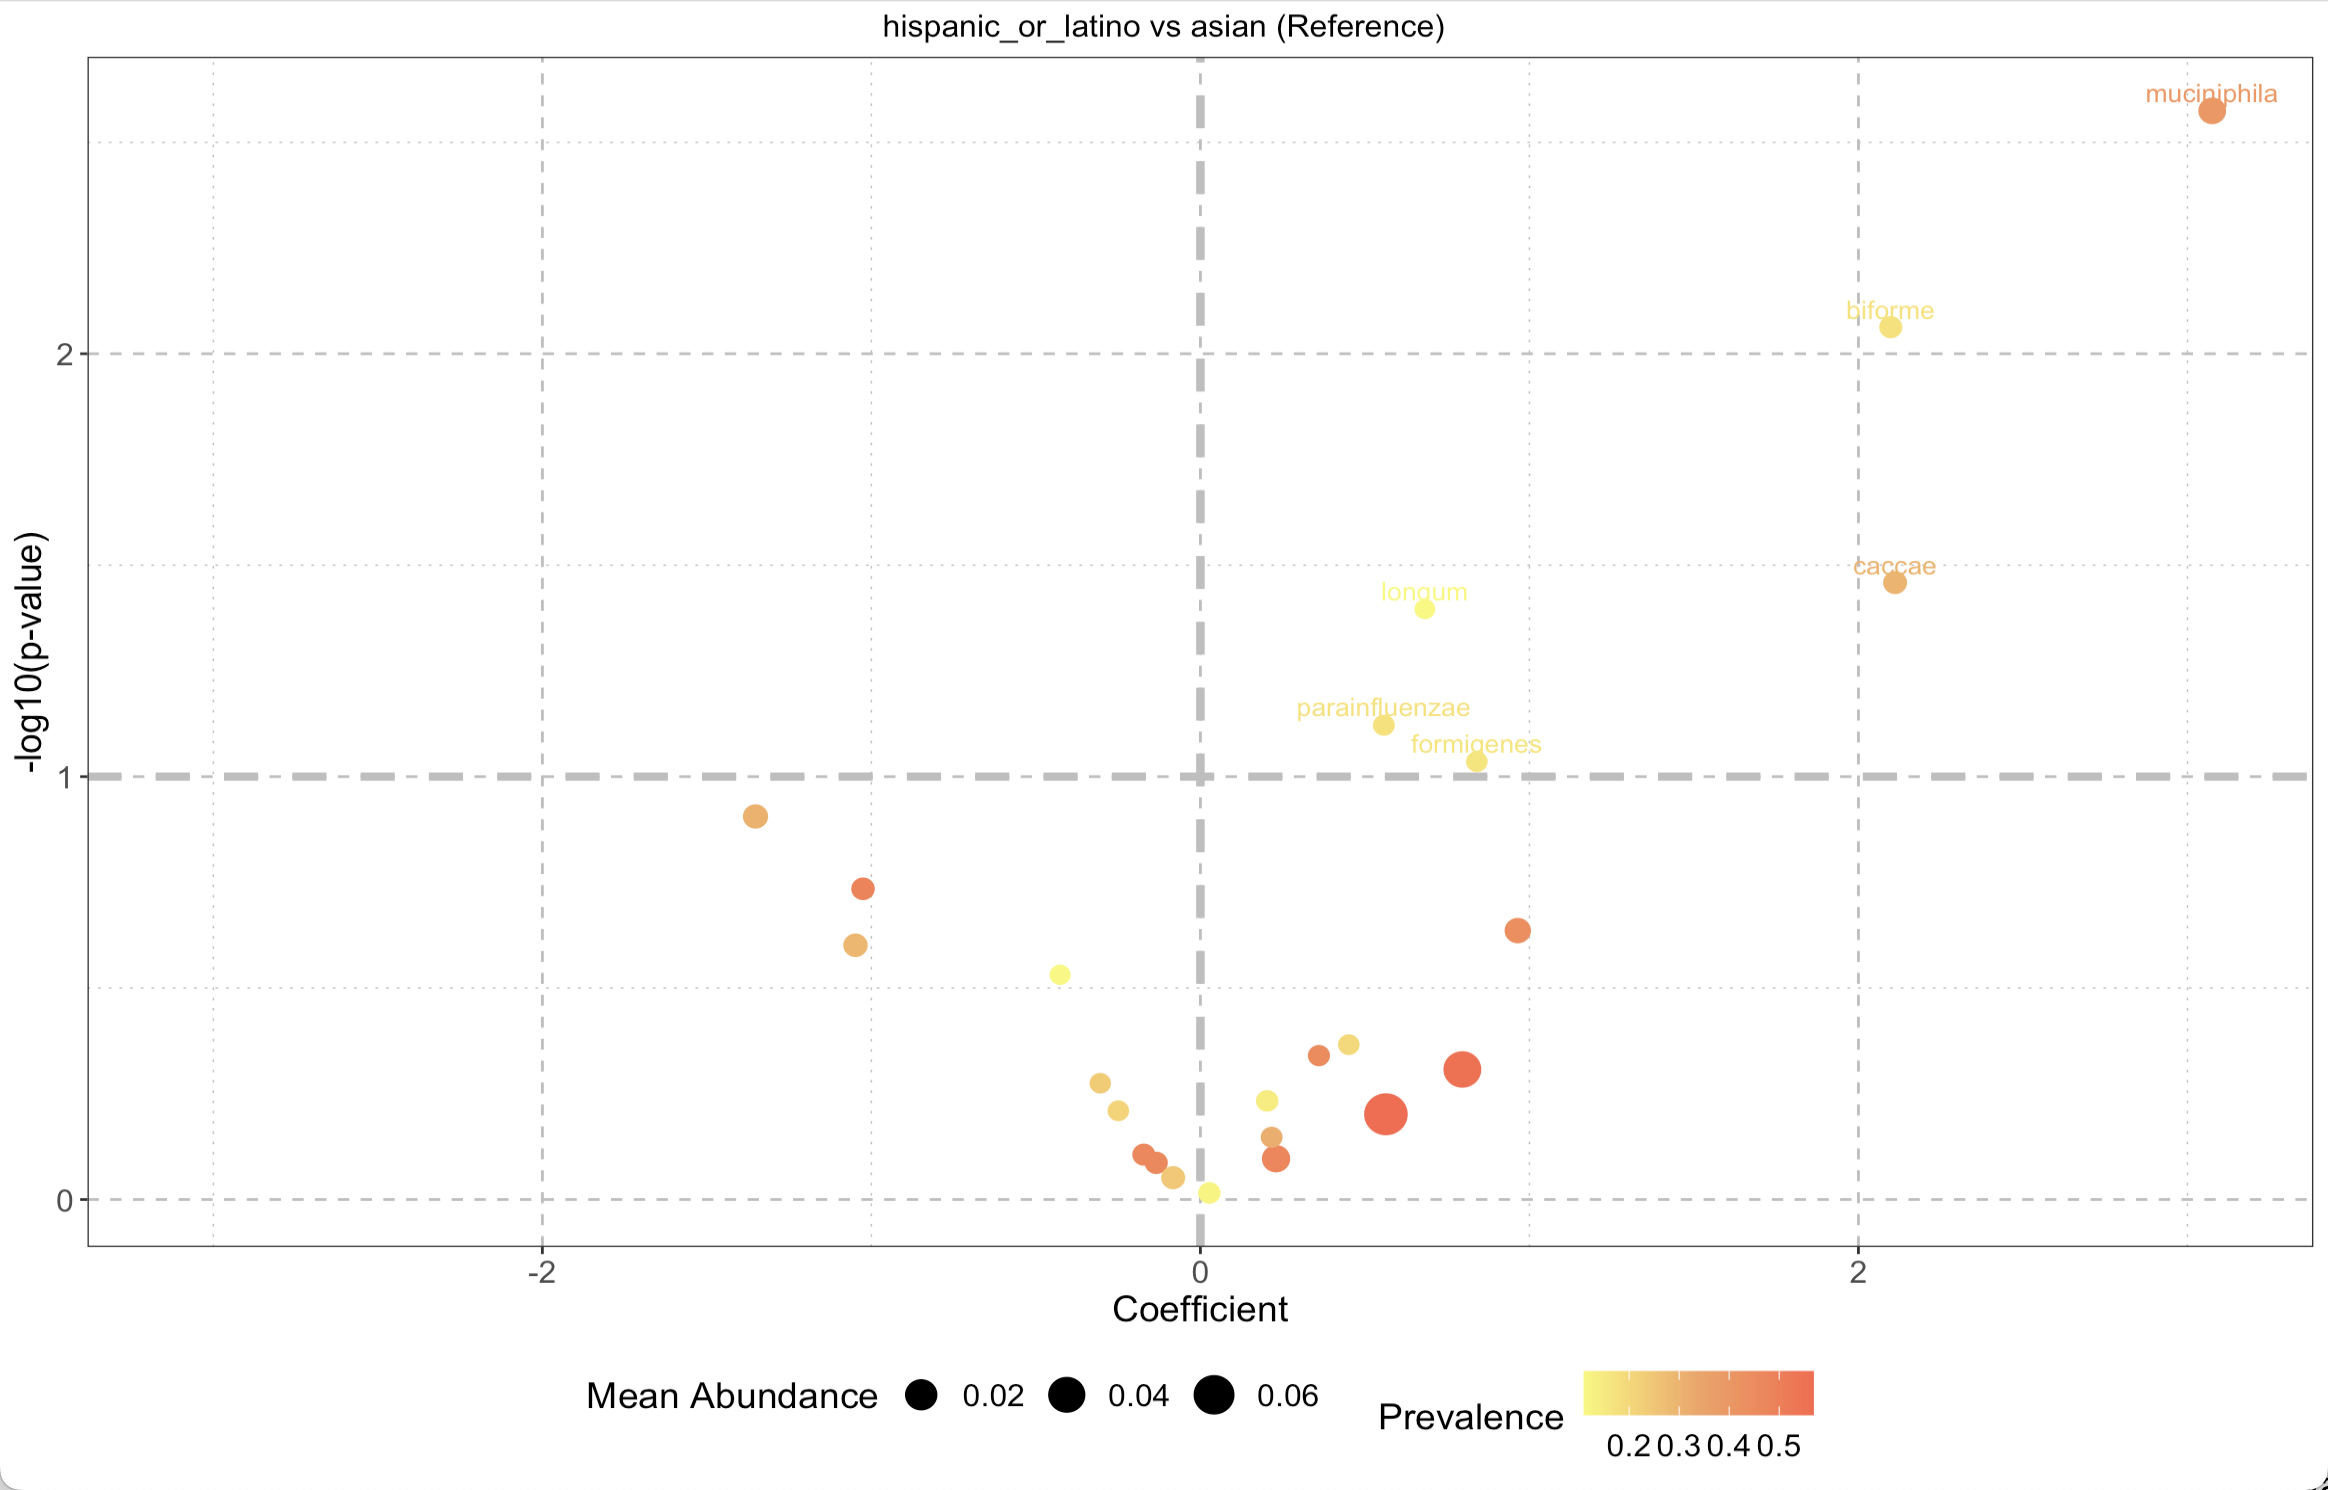 hispanic_or_latino vs asian (Reference)
muciniphila
biforme
2
caccae
longum
-log10(p-value)
parainfluenzae
formigenes
1
0
-2 0 2
Coefficient
Mean Abundance 0.02 0.04 0.06
Prevalence
0.2 0.3 0.4 0.5